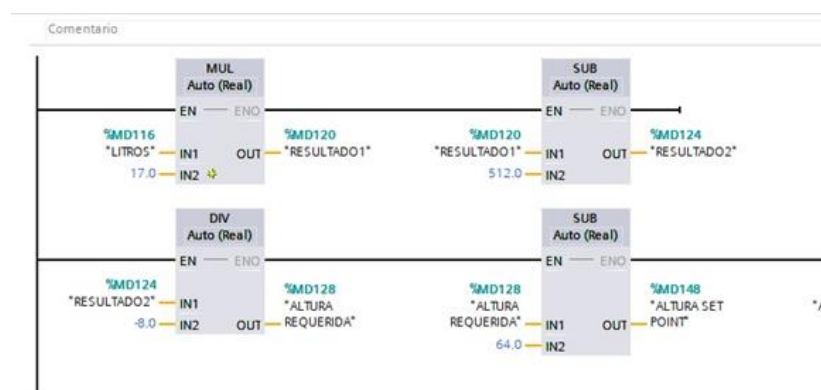 Comentario
MUL
Auto (Real)
EN ENO
%MD116
"LITROS" IN1
17.0 IN2
%MD120
OUT "RESULTADO1"
SUB
Auto (Real)
EN ENO
%MD120
"RESULTADO1" IN1
512.0 IN2
%MD124
OUT "RESULTADO2"
DIV
Auto (Real)
EN ENO
%MD124
"RESULTADO2" IN1
-8.0 IN2
%MD128
"ALTURA
OUT REQUERIDA"
SUB
Auto (Real)
EN ENO
%MD128
"ALTURA
REQUERIDA" IN1
64.0 IN2
%MD148
"ALTURA SET
OUT POINT"